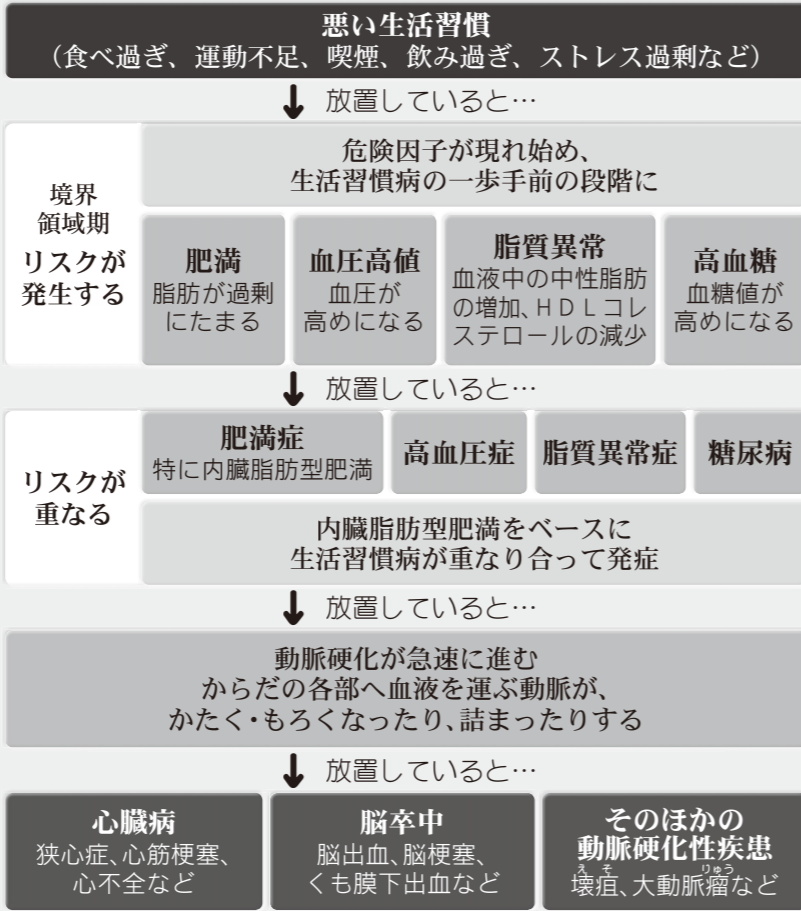 悪い生活習慣
（食べ過ぎ、運動不足、喫煙、飲み過ぎ、ストレス過剰など）
放置していると…
境界
領域期
リスクが
発生する
危険因子が現れ始め、
生活習慣病の一歩手前の段階に
肥満
脂肪が過剰
にたまる
血圧高値
血圧が
高めになる
脂質異常
血液中の中性脂肪
の増加、ＨＤＬコレ
ステロールの減少
高血糖
血糖値が
高めになる
放置していると…
リスクが
重なる
肥満症
特に内臓脂肪型肥満
高血圧症
脂質異常症
糖尿病
内臓脂肪型肥満をベースに
生活習慣病が重なり合って発症
放置していると…
動脈硬化が急速に進む
からだの各部へ血液を運ぶ動脈が、
かたく・もろくなったり、詰まったりする
放置していると…
心臓病
狭心症、心筋梗塞、
心不全など
脳卒中
脳出血、脳梗塞、
くも膜下出血など
そのほかの
動脈硬化性疾患
えそ りゅう
壊疽、大動脈瘤など